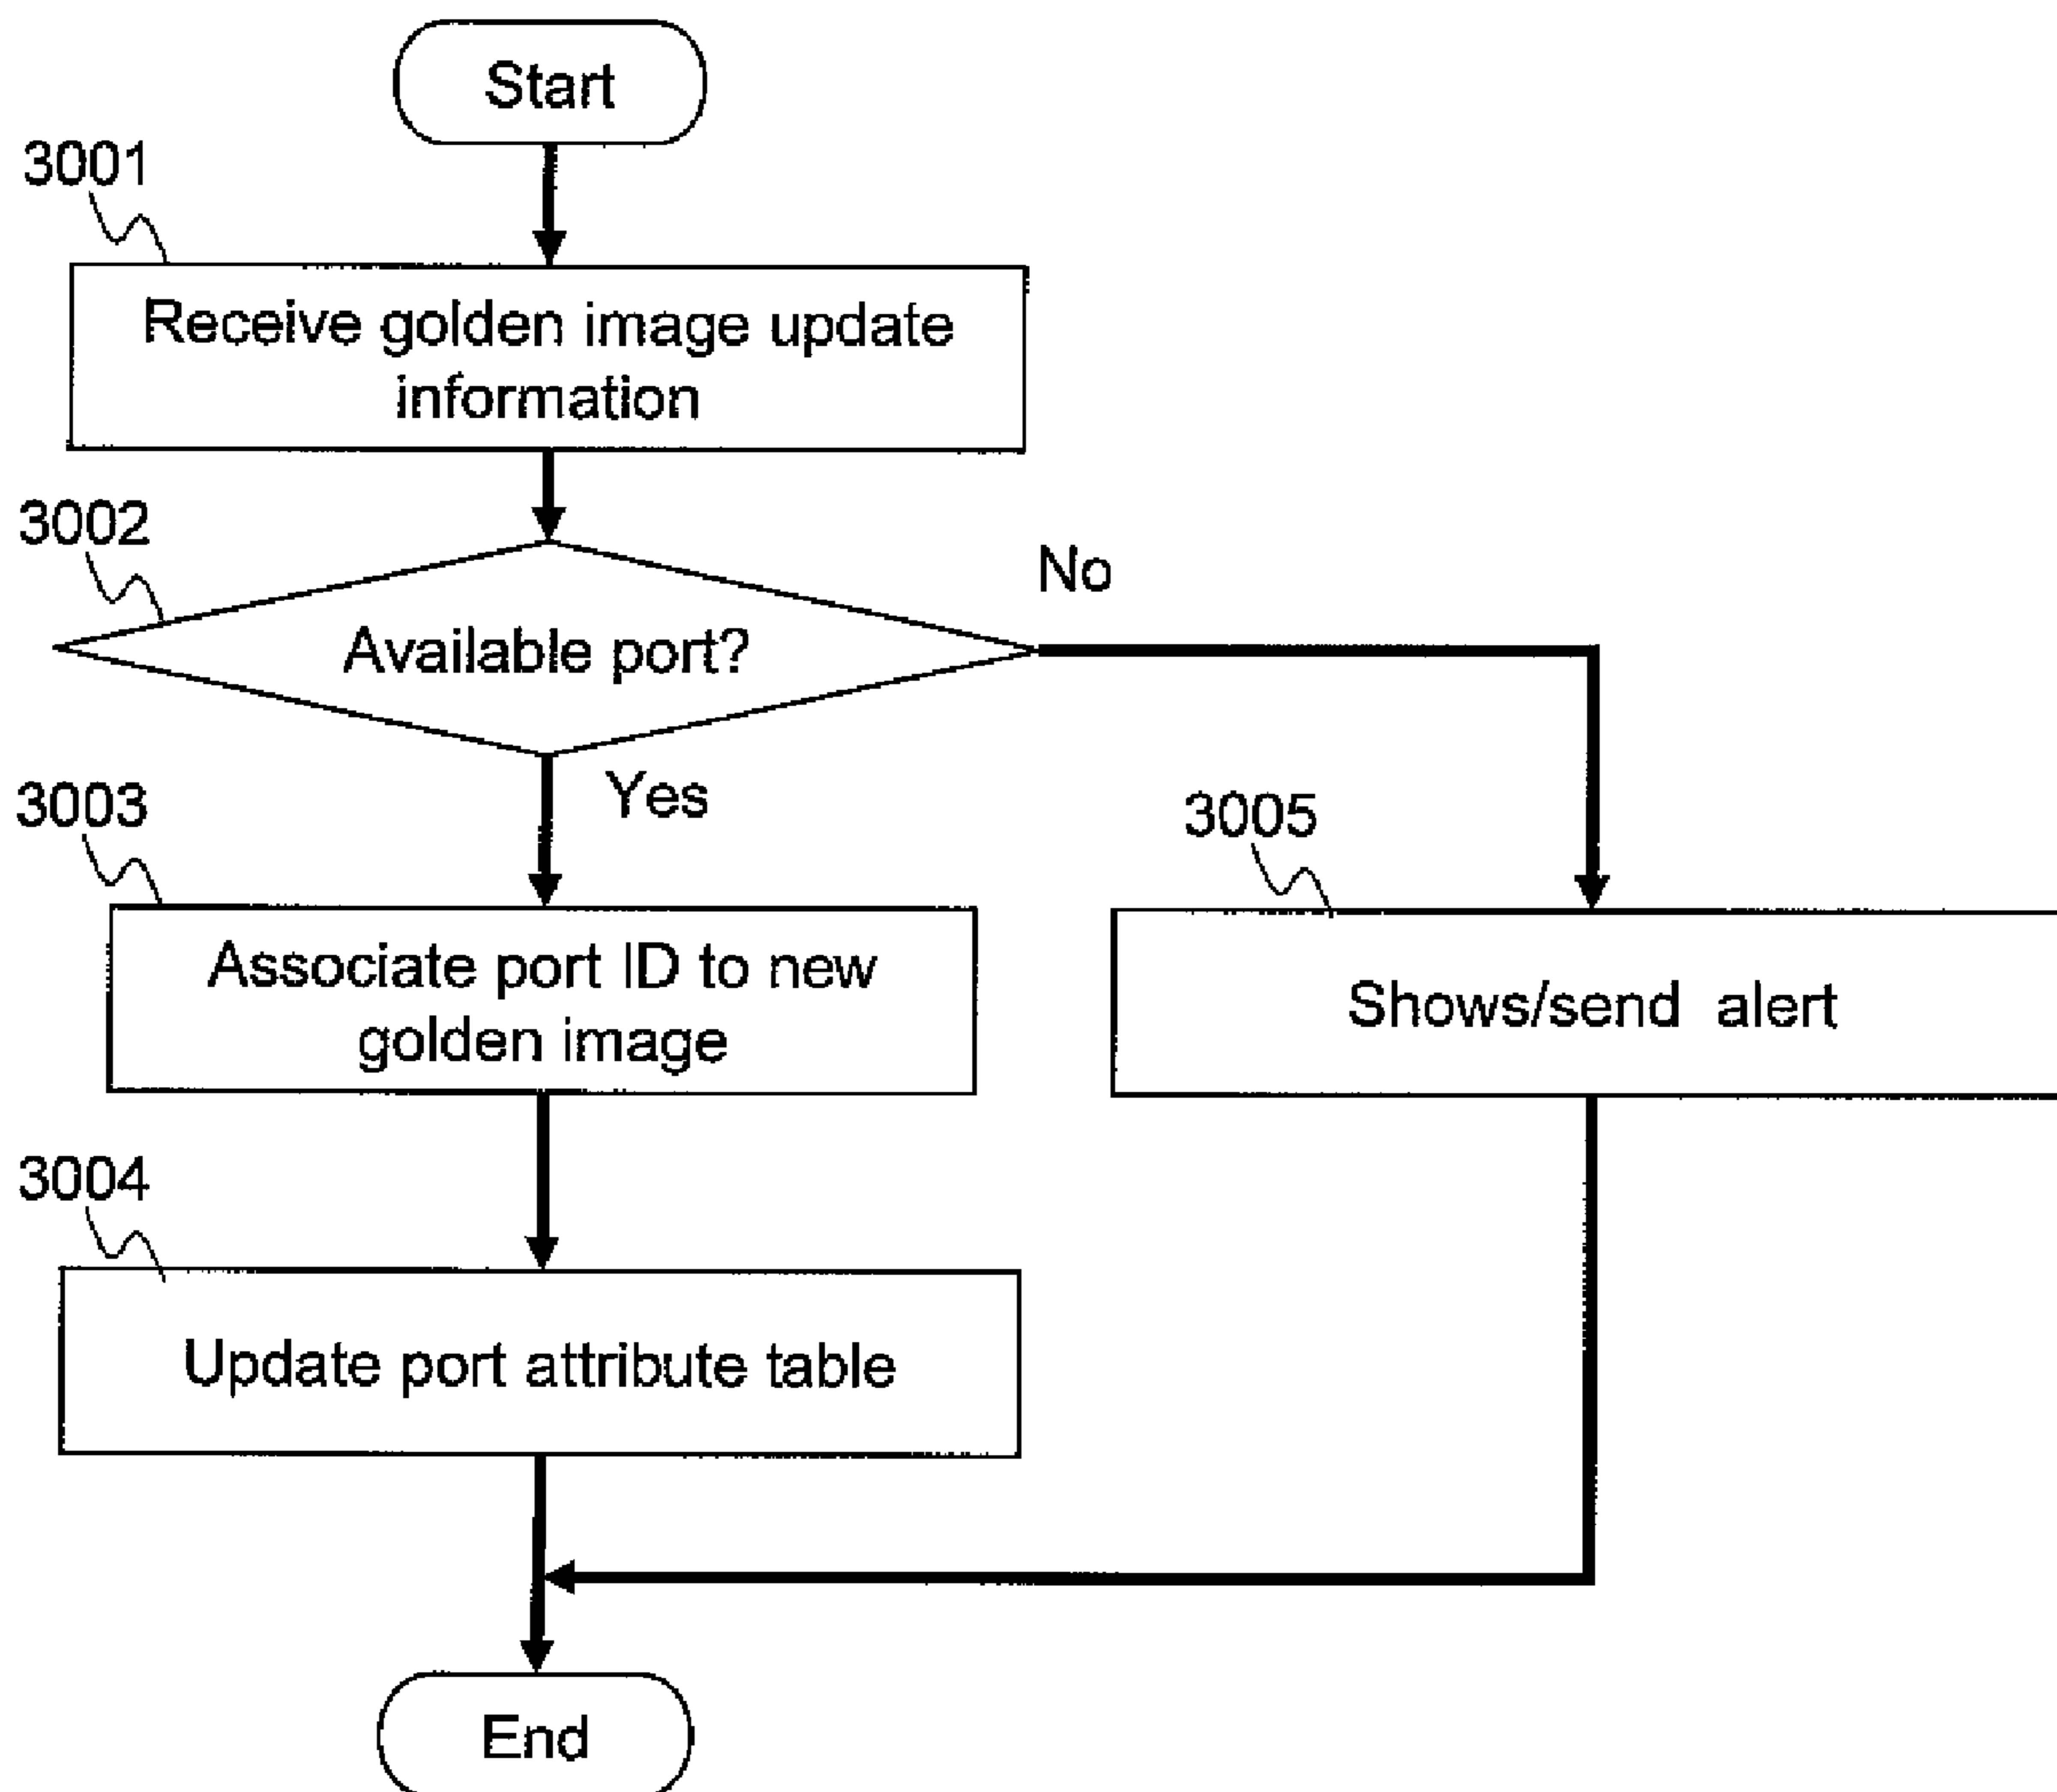 Start
3001
Receive golden image update
information
3002
No
Available port?
Yes
3003
3005
Associate port ID to new
golden image
Shows/send alert
3004
Update port attribute table
End